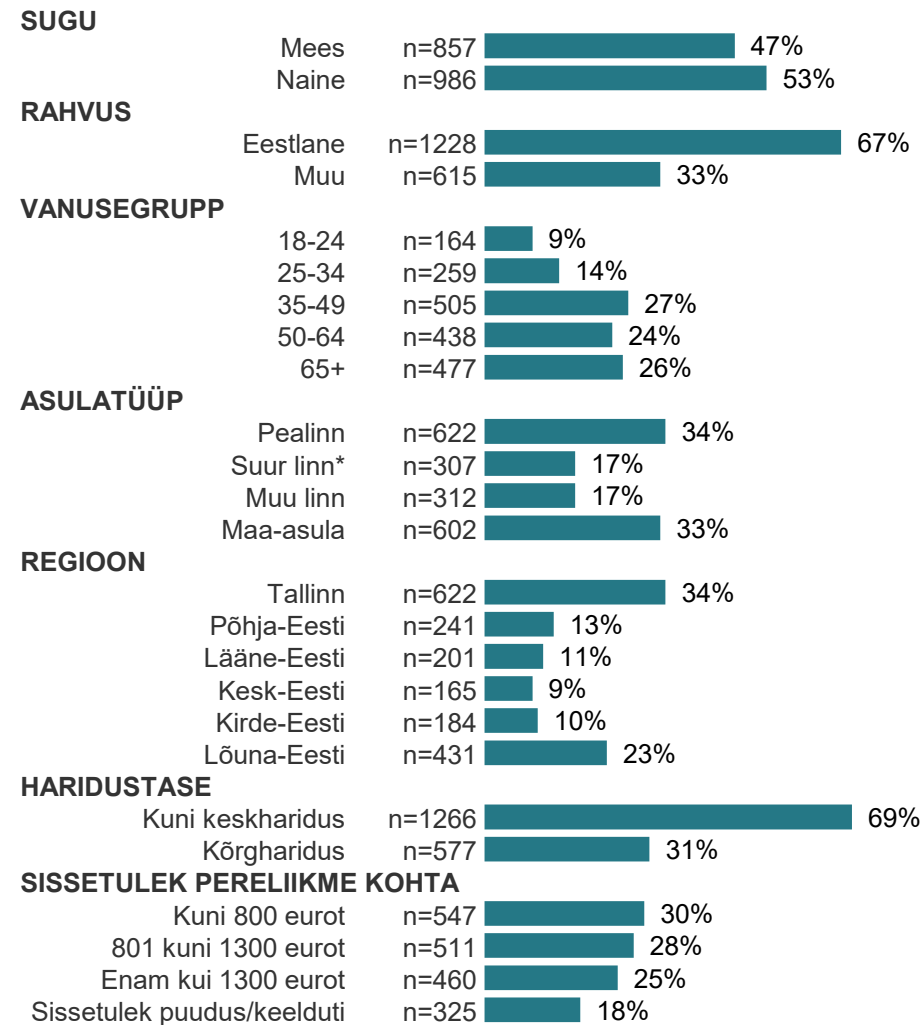 SUGU
Mees n=857 47%
Naine n=986 53%
RAHVUS
Eestlane n=1228 67%
Muu n=615 33%
VANUSEGRUPP
18-24 n=164 9%
25-34 n=259 14%
35-49 n=505 27%
50-64 n=438 24%
65+ n=477 26%
ASULATÜÜP
Pealinn n=622 34%
Suur linn* n=307 17%
Muu linn n=312 17%
Maa-asula n=602 33%
REGIOON
Tallinn n=622 34%
Põhja-Eesti n=241 13%
Lääne-Eesti n=201 11%
Kesk-Eesti n=165 9%
Kirde-Eesti n=184 10%
Lõuna-Eesti n=431 23%
HARIDUSTASE
Kuni keskharidus n=1266 69%
Kõrgharidus n=577 31%
SISSETULEK PERELIIKME KOHTA
Kuni 800 eurot n=547 30%
801 kuni 1300 eurot n=511 28%
Enam kui 1300 eurot n=460 25%
Sissetulek puudus/keelduti n=325 18%